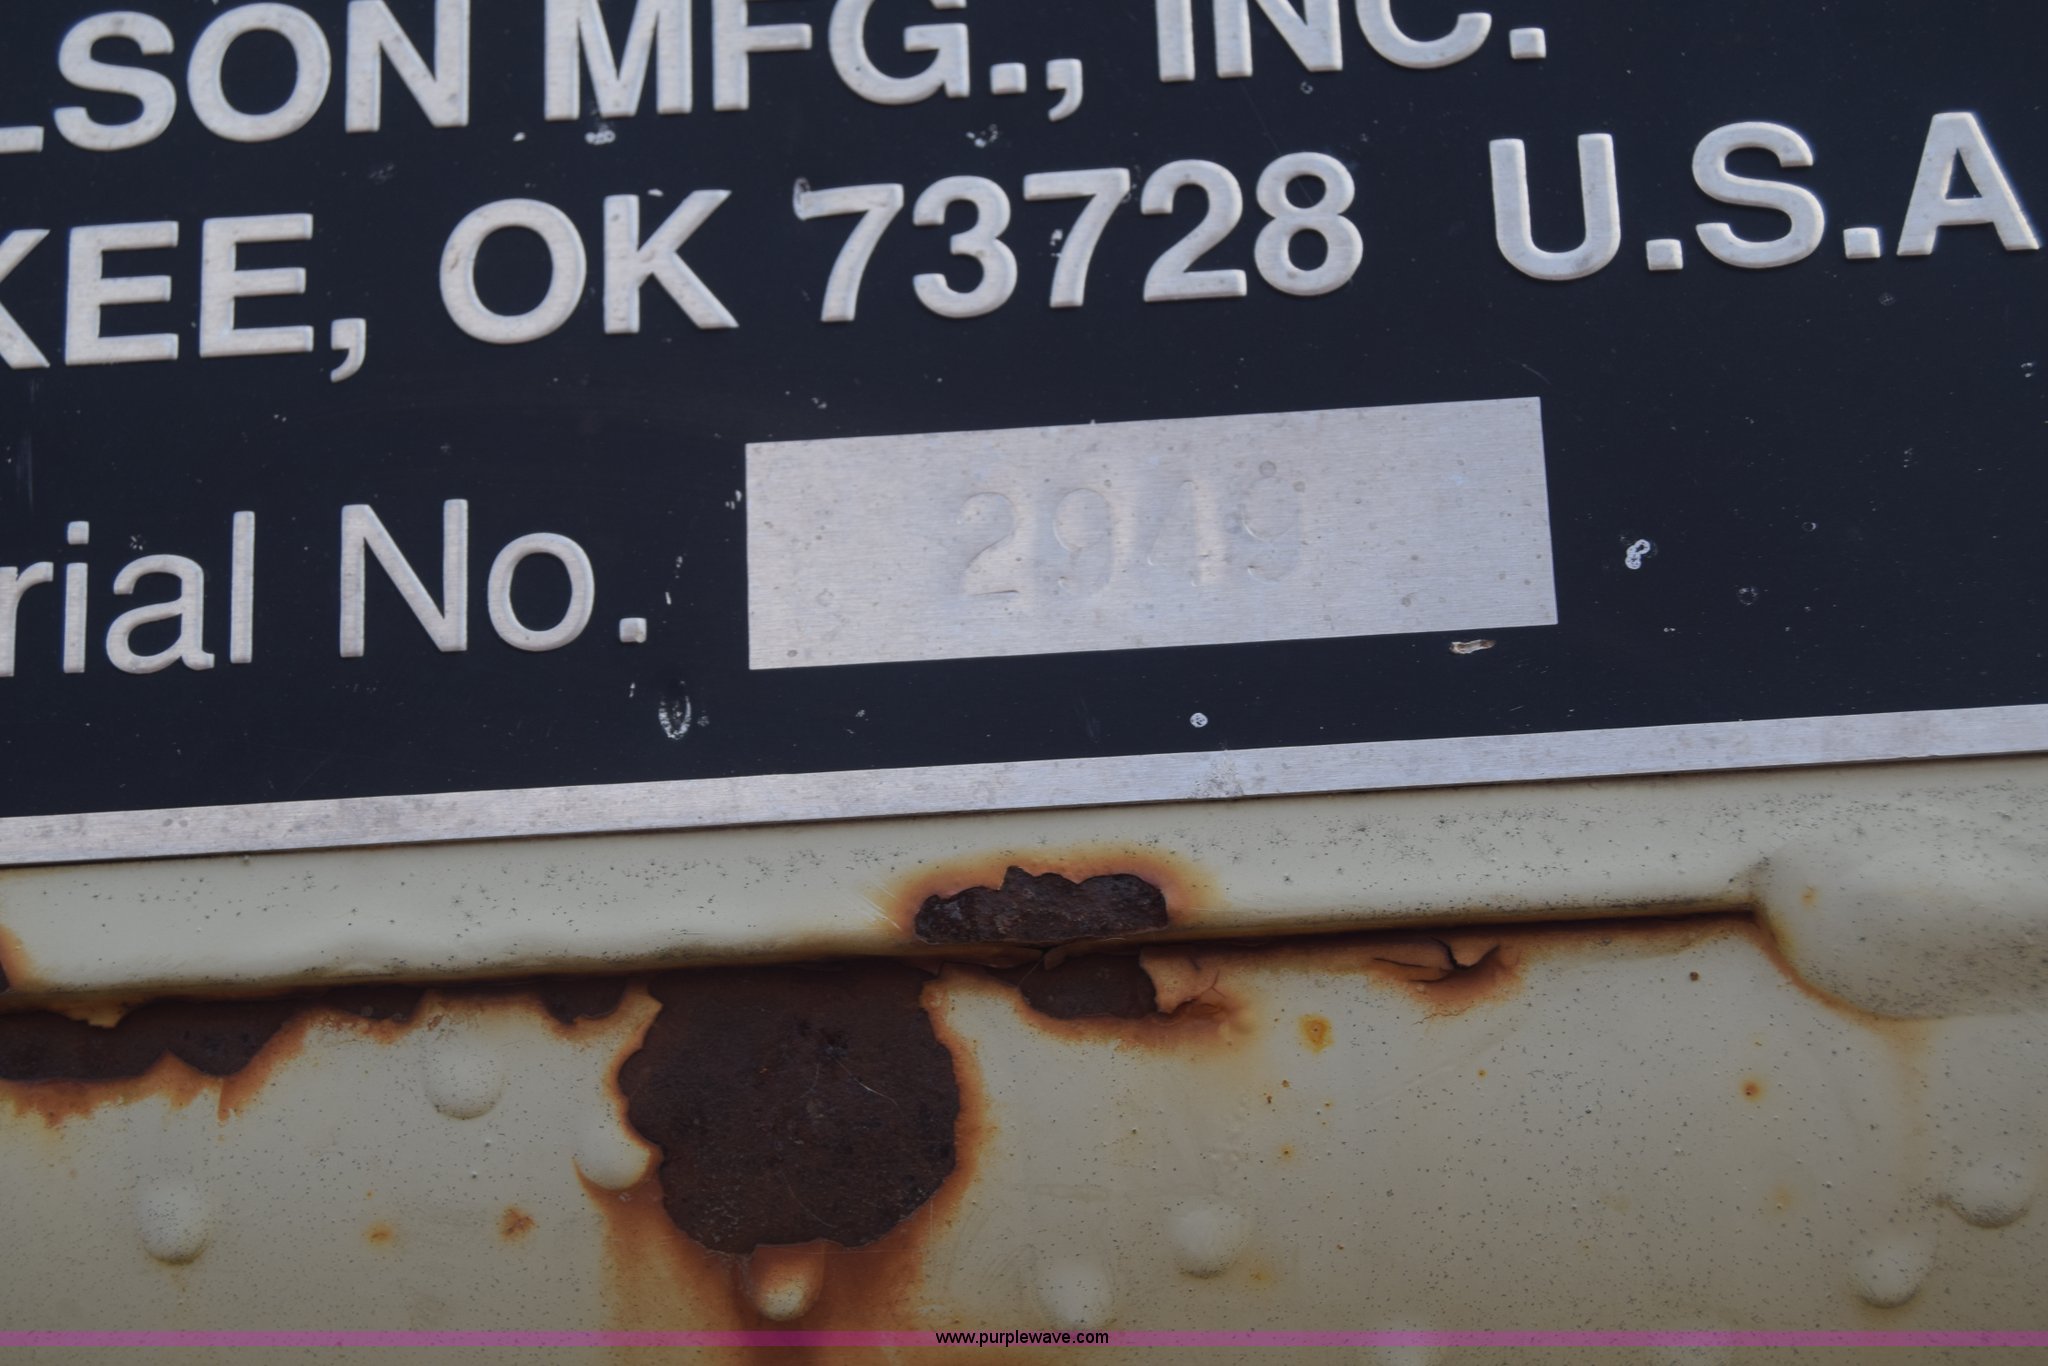 LSON MFG., INC.
KEE, OK 73728 U.S.A
rial No. 2949
www.purplewave.com